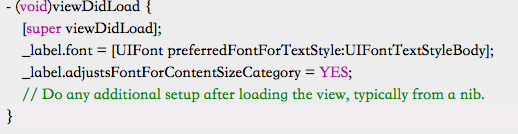 - (void)viewDidLoad {
[super viewDidLoad];
_label.font = [UIFont preferredFontForTextStyle:UIFontTextStyleBody];
_label.adjustsFontForContentSizeCategory = YES;
// Do any additional setup after loading the view, typically from a nib.
}